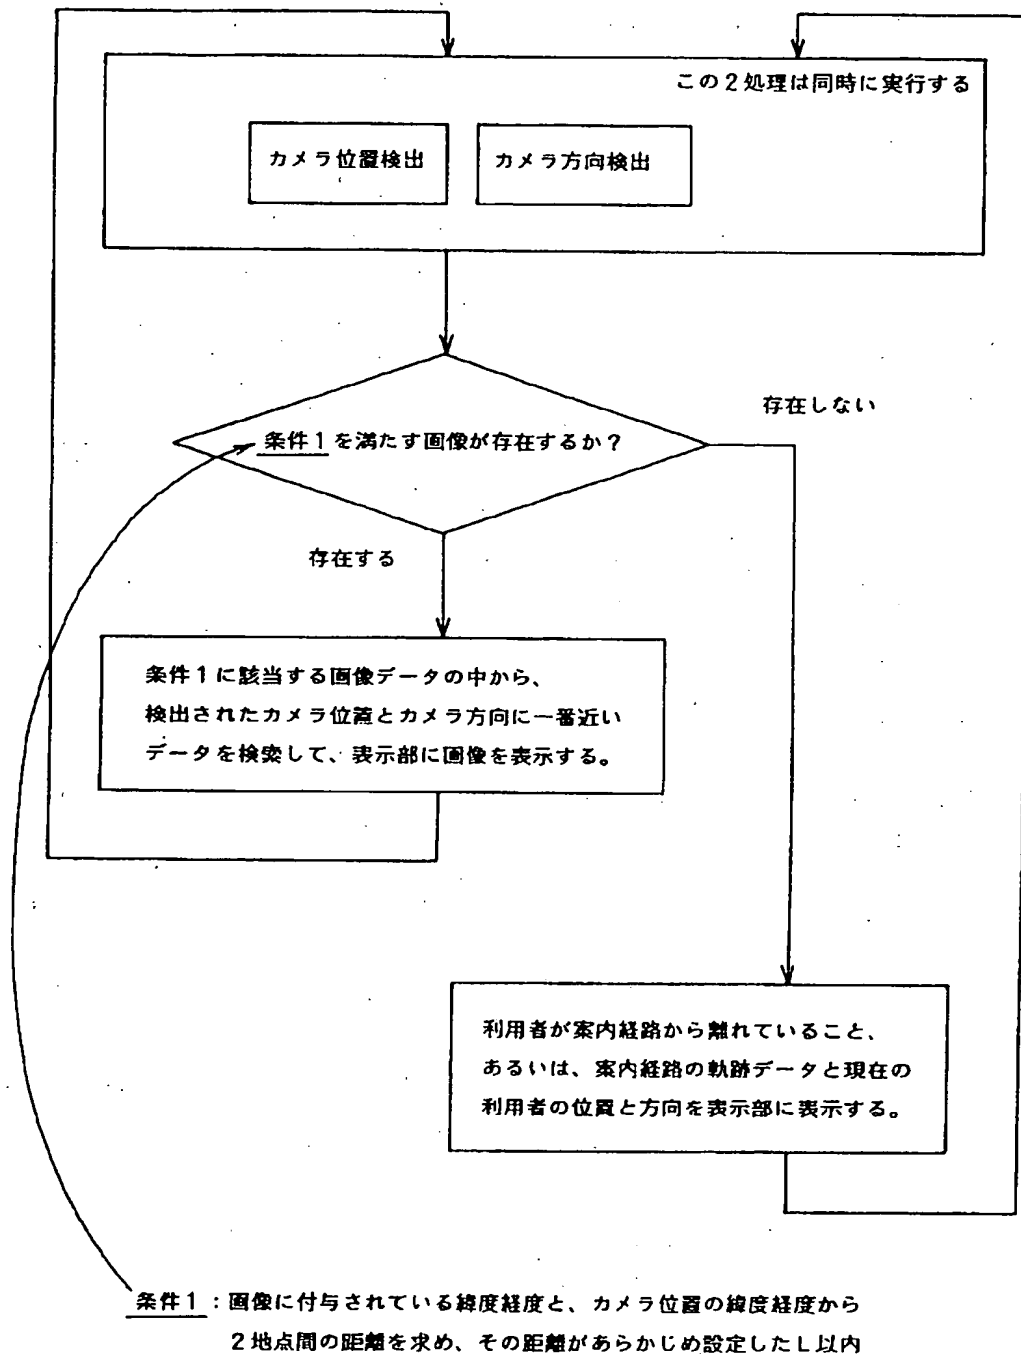 この2処理は同時に実行する
カメラ位置検出
カメラ方向検出
存在しない
条件1を満たす画像が存在するか？
存在する
条件1に該当する画像データの中から、
検出されたカメラ位置とカメラ方向に一番近い
データを検索して、表示部に画像を表示する。
利用者が案内経路から離れていること、
あるいは、案内経路の軌跡データと現在の
利用者の位置と方向を表示部に表示する。
条件1：画像に付与されている緯度経度と、カメラ位置の緯度経度から
2地点間の距離を求め、その距離があらかじめ設定したL以内